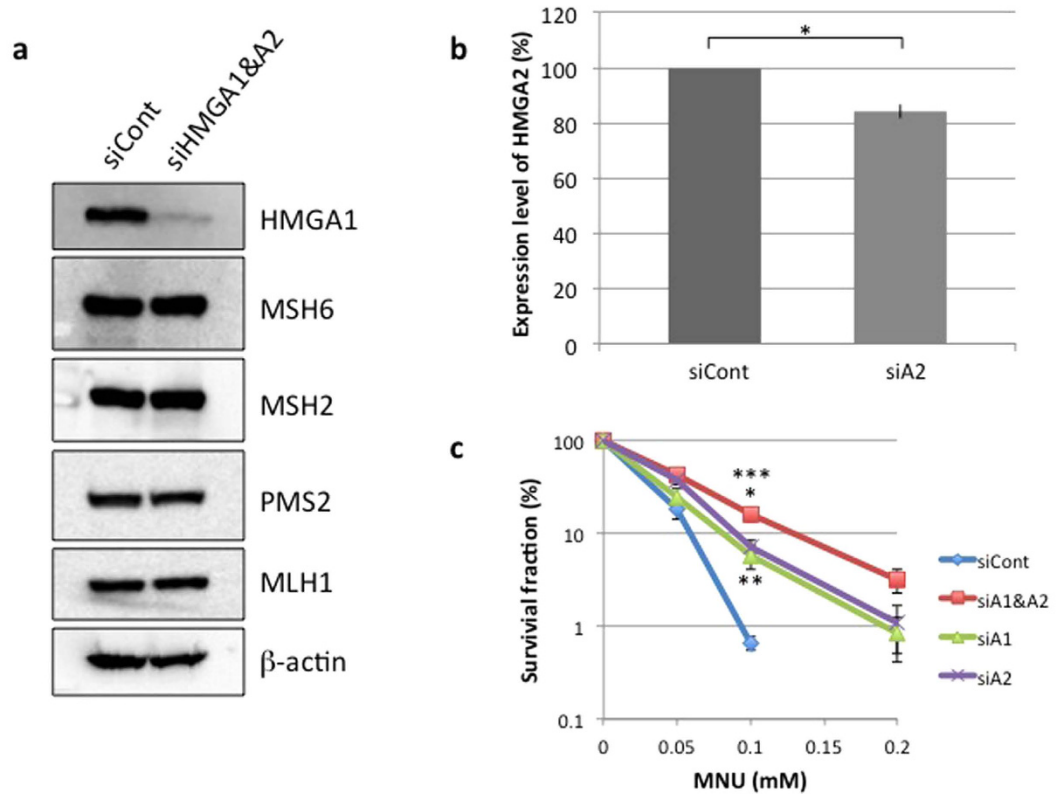 a
siCont
siHMGA1&A2
HMGA1
MSH6
MSH2
PMS2
MLH1
β-actin
b
Expression level of HMGA2 (%)
120
100
80
60
40
20
0
*
siCont
siA2
c
Survivial fraction (%)
100
10
1
0.1
***
*
**
0
0.05
0.1
0.15
0.2
MNU (mM)
siCont
siA1&A2
siA1
siA2